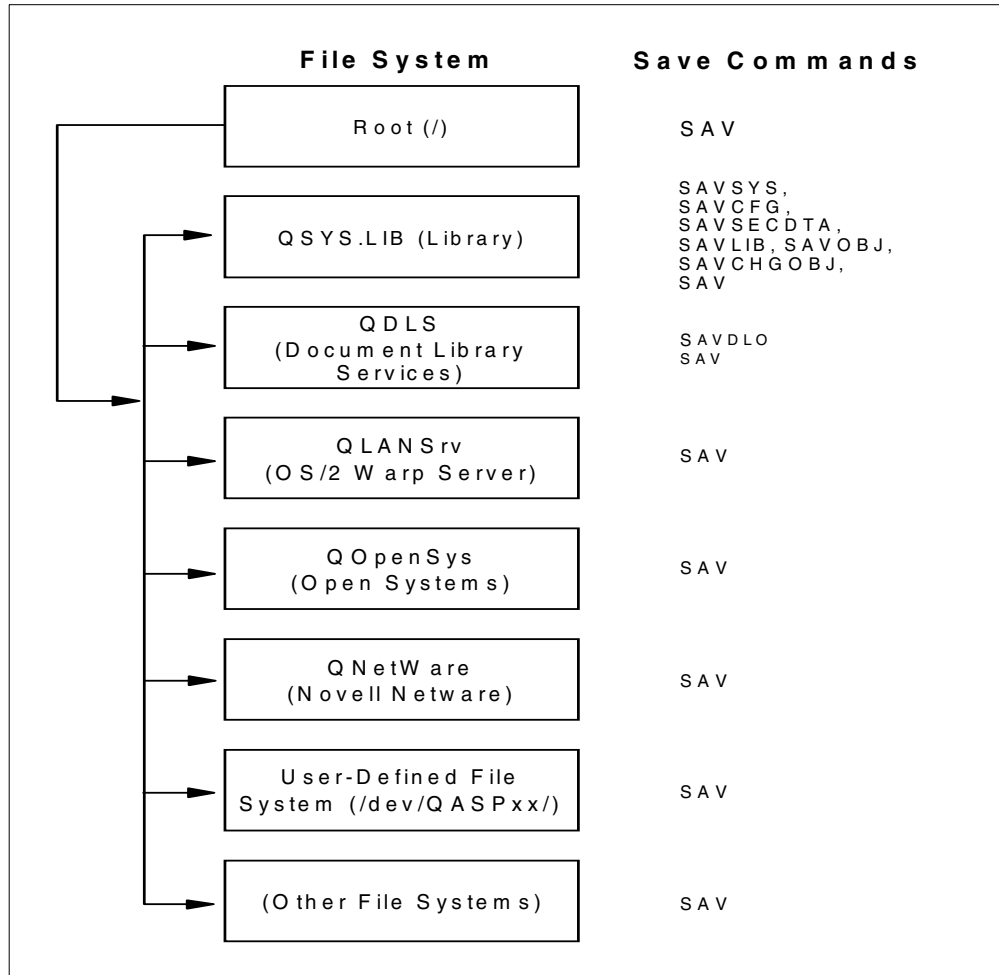 File System
Save Commands
Root (/)
SAV
QSYS.LIB (Library)
SAVSYS,
SAVCFG,
SAVSECDTA,
SAVLIB, SAVOBJ,
SAVCHGOBJ,
SAV
QDLS
(Document Library
Services)
SAVDLO
SAV
QLANSrv
(OS/2 Warp Server)
SAV
QOpenSys
(Open Systems)
SAV
QNetWare
(Novell Netware)
SAV
User-Defined File
System (/dev/QASPxx/)
SAV
(Other File Systems)
SAV